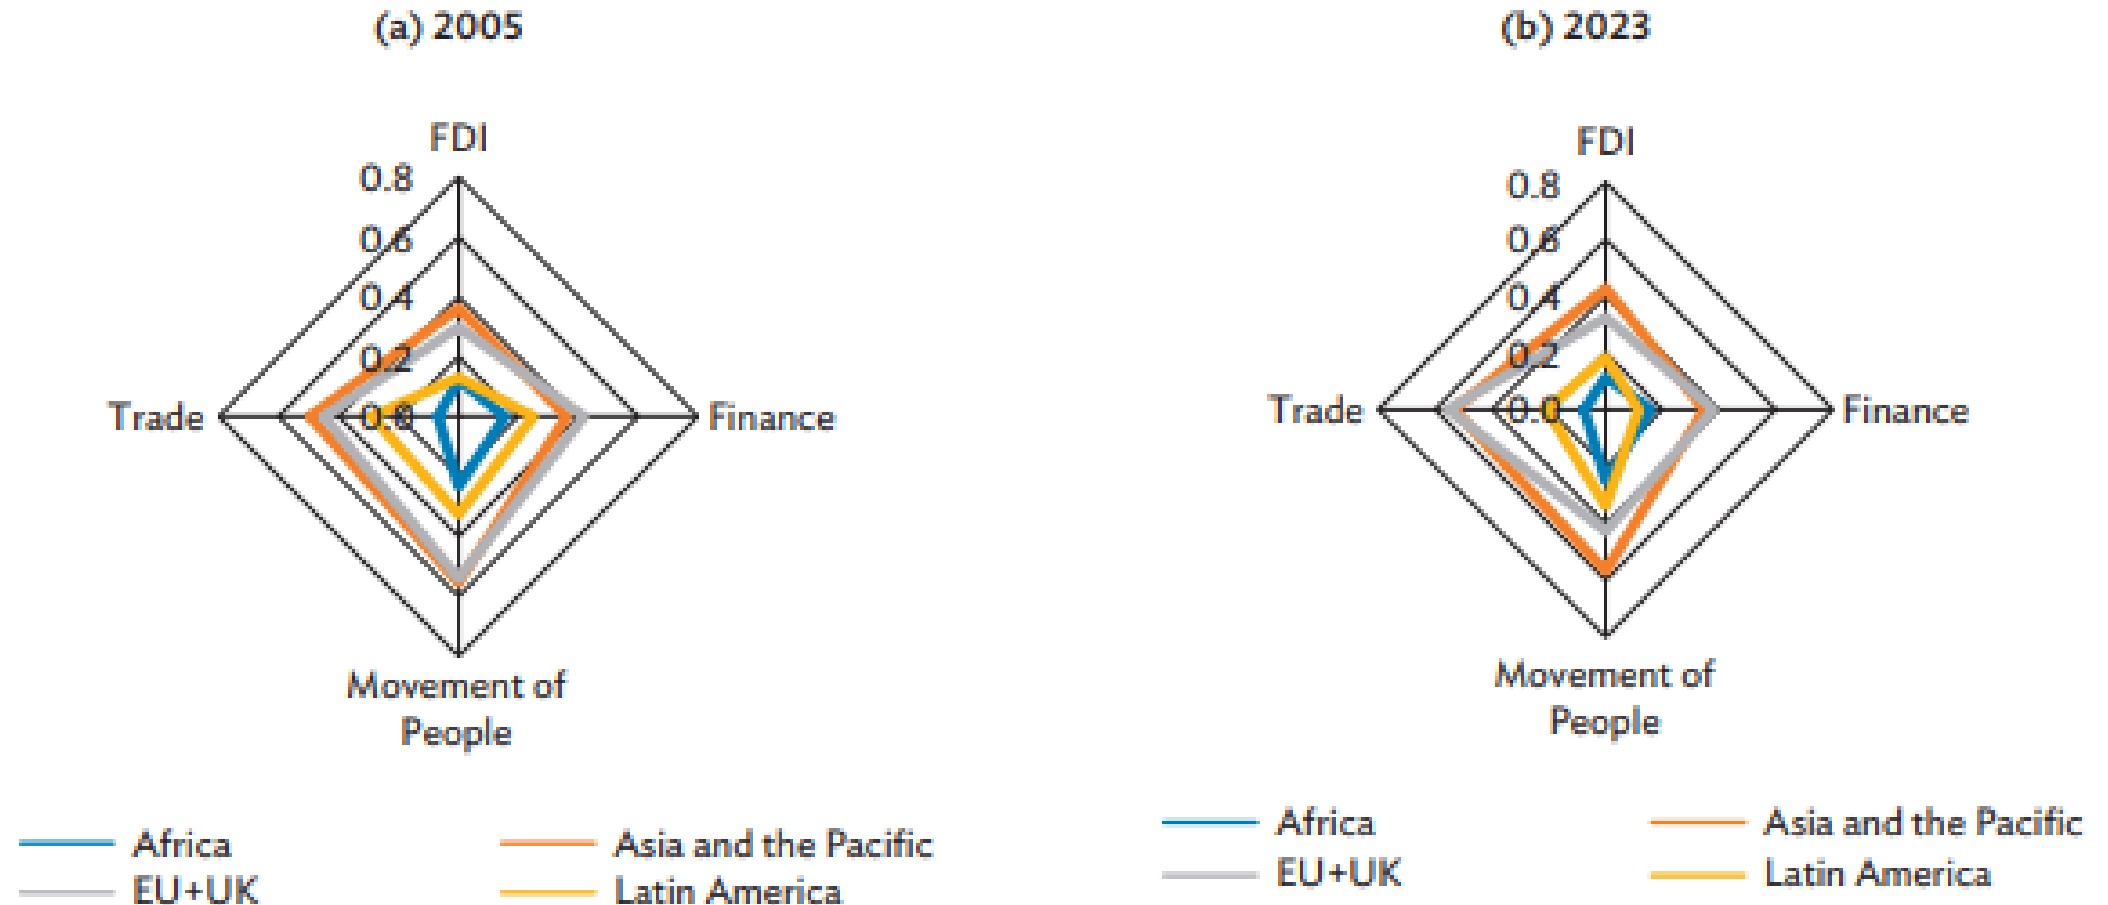 (a) 2005
FDI
0.8
0.6
0.4
0.2
0.0
Trade
Finance
Movement of
People
Africa
Asia and the Pacific
EU+UK
Latin America
(b) 2023
FDI
0.8
0.6
0.4
0.2
0.0
Trade
Finance
Movement of
People
Africa
Asia and the Pacific
EU+UK
Latin America